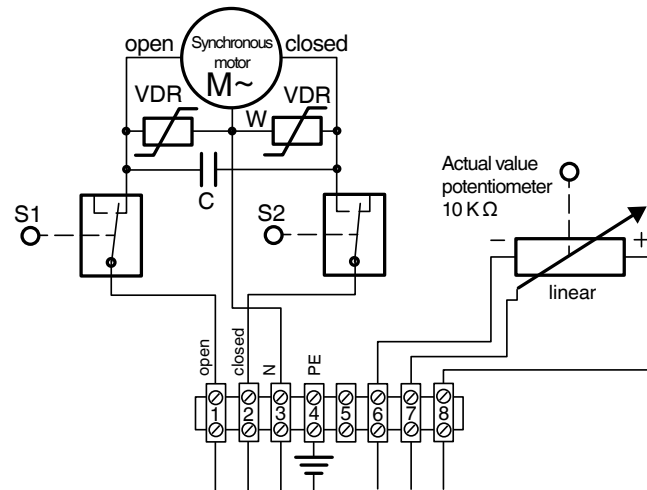 open
Synchronous
motor
M~
closed
VDR
W
VDR
C
S1
S2
Actual value
potentiometer
10 K Ω
−
+
linear
open
closed
N
PE
1
2
3
4
5
6
7
8